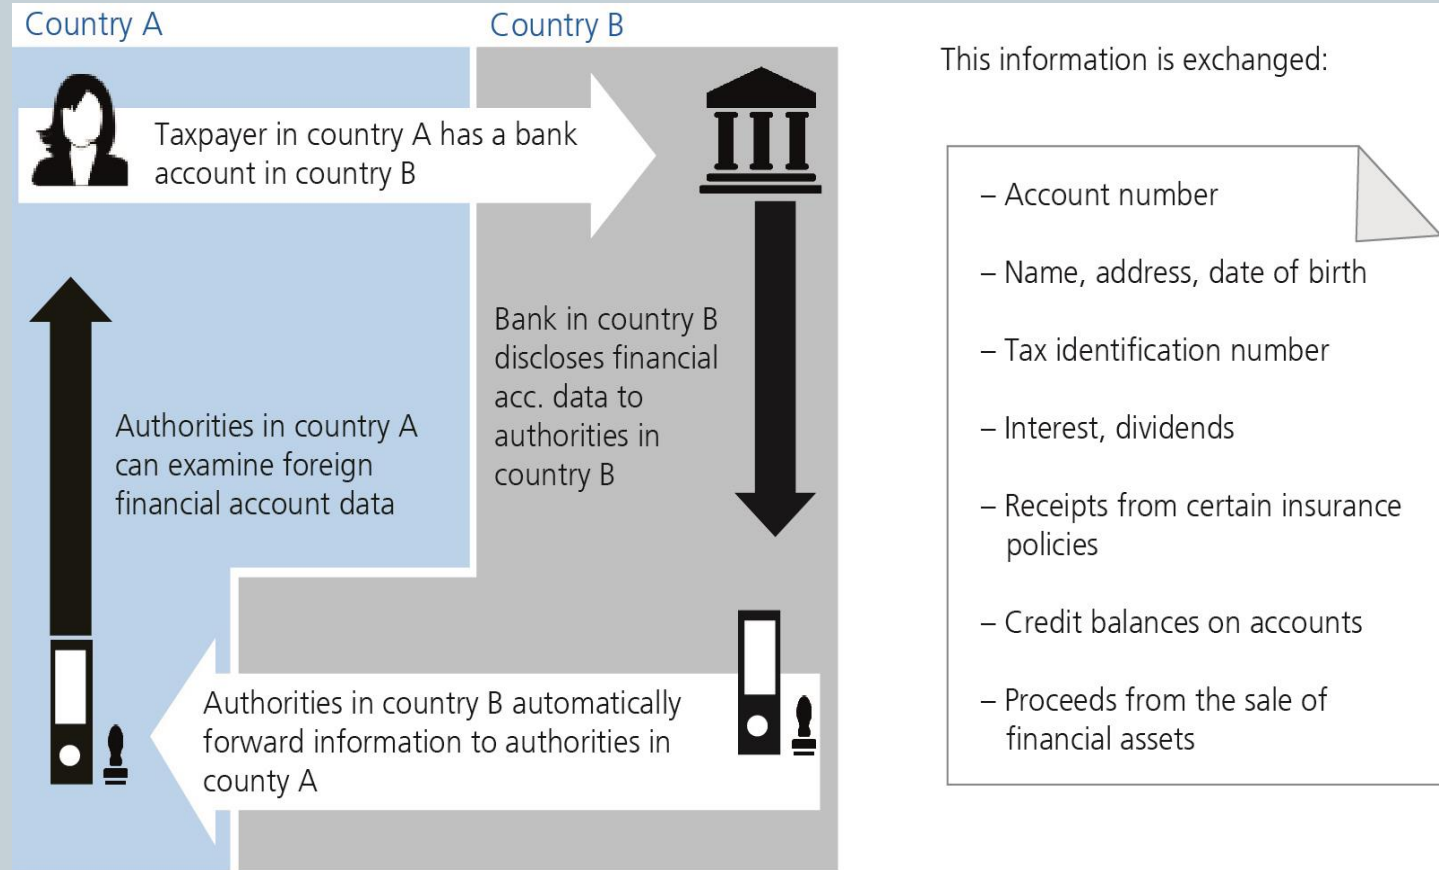 Country A
Country B
Taxpayer in country A has a bank
account in country B
Bank in country B
discloses financial
acc. data to
authorities in
country B
Authorities in country A
can examine foreign
financial account data
Authorities in country B automatically
forward information to authorities in
county A
This information is exchanged:
– Account number
– Name, address, date of birth
– Tax identification number
– Interest, dividends
– Receipts from certain insurance
policies
– Credit balances on accounts
– Proceeds from the sale of
financial assets